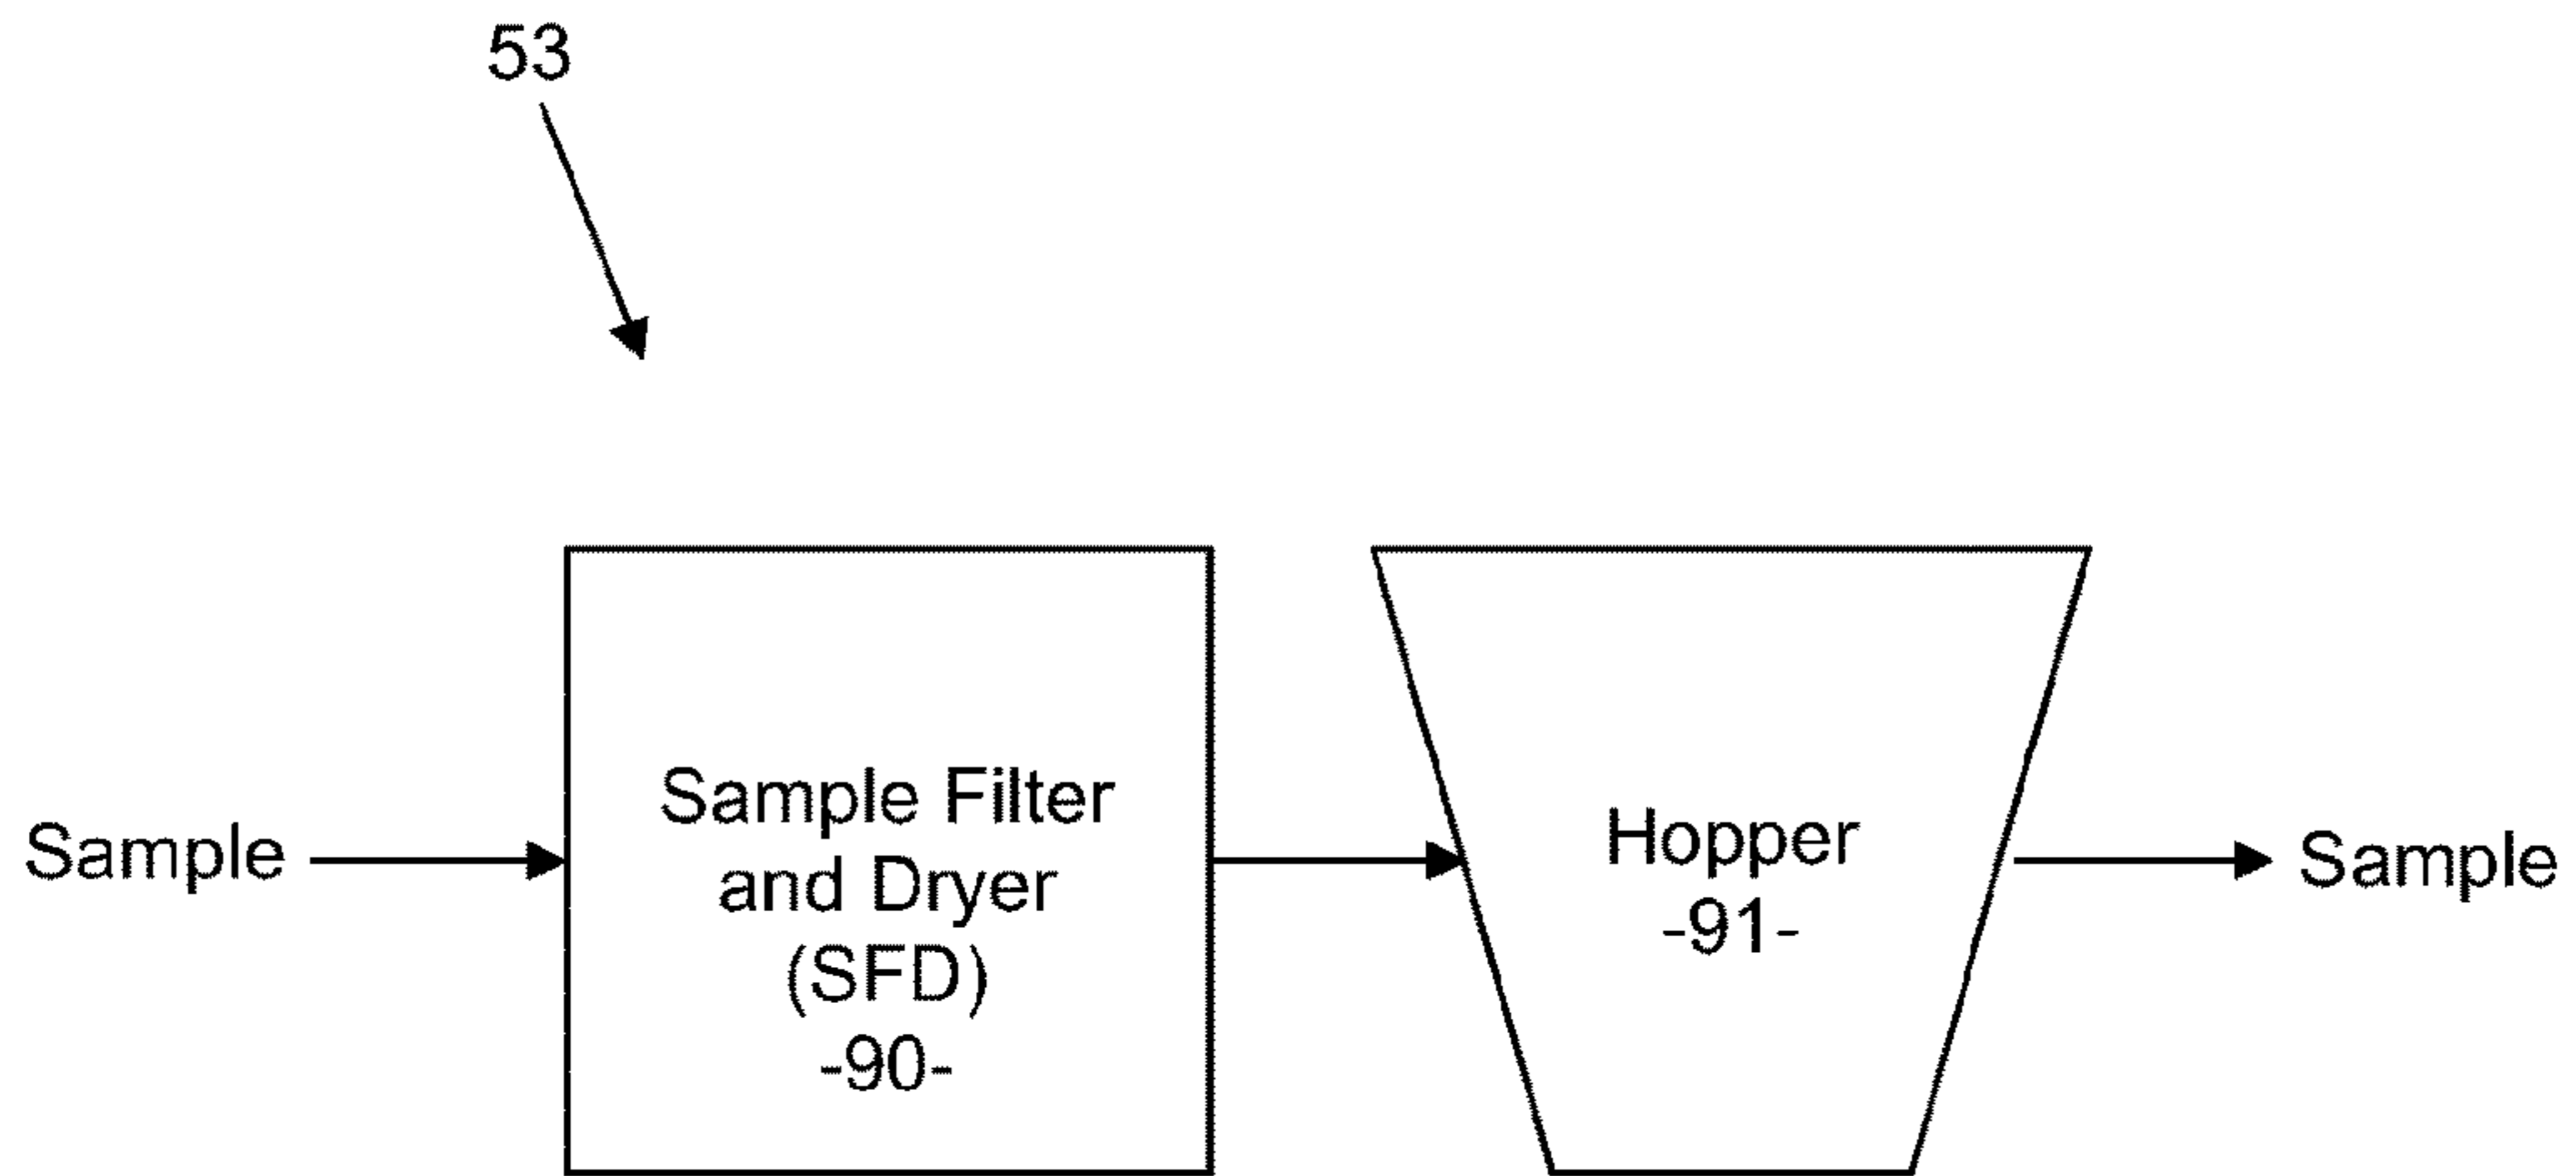 53
Sample
Sample Filter
and Dryer
(SFD)
-90-
Hopper
-91-
Sample